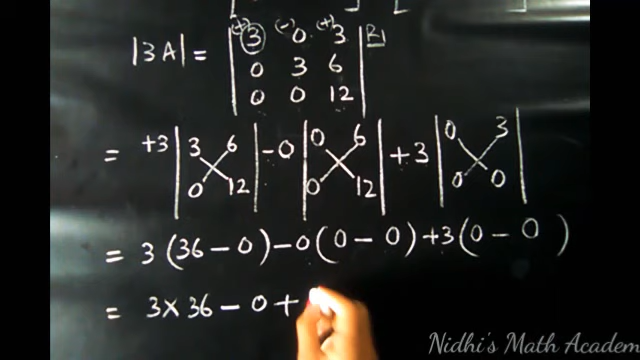 (+) (-) (+)
|3A| = | 3 0 3 | R1
| 0 3 6 |
| 0 0 12 |
= +3 | 3 6 | - 0 | 0 6 | + 3 | 0 3 |
| 0 12 | | 0 12 | | 0 0 |
= 3 (36 - 0) - 0 (0 - 0) + 3 (0 - 0)
= 3 × 36 - 0 +
Nidhi's Math Academ